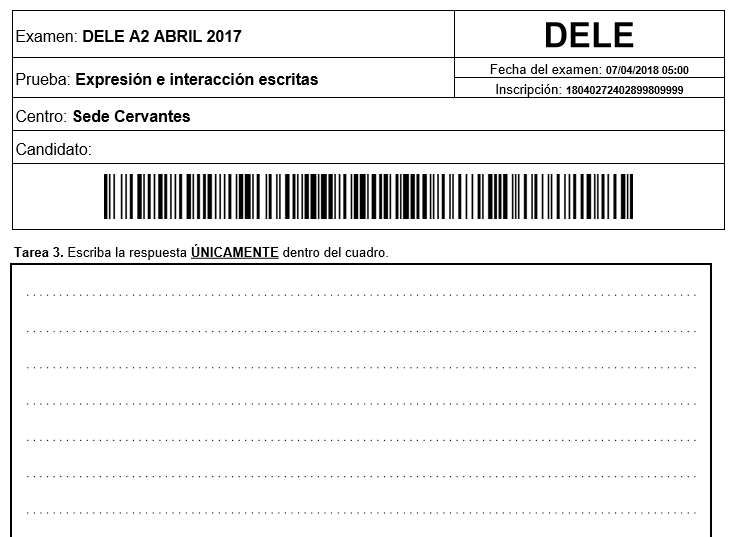 Examen: DELE A2 ABRIL 2017
DELE
Prueba: Expresión e interacción escritas
Fecha del examen: 07/04/2018 05:00
Inscripción: 18040272402899809999
Centro: Sede Cervantes
Candidato:
Tarea 3. Escriba la respuesta ÚNICAMENTE dentro del cuadro.